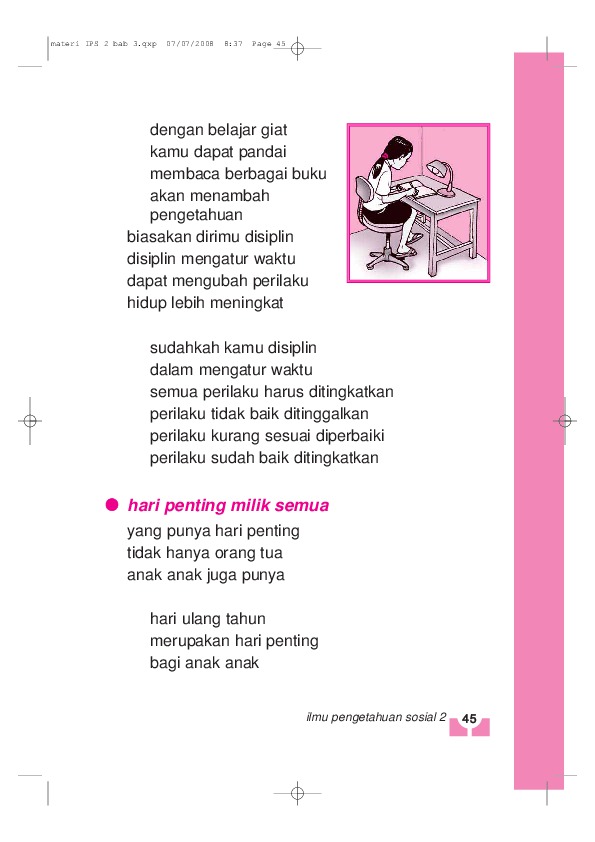 materi IPS 2 bab 3.qxp 07/07/2008 8:37 Page 45
dengan belajar giat
kamu dapat pandai
membaca berbagai buku
akan menambah
pengetahuan
biasakan dirimu disiplin
disiplin mengatur waktu
dapat mengubah perilaku
hidup lebih meningkat
sudahkah kamu disiplin
dalam mengatur waktu
semua perilaku harus ditingkatkan
perilaku tidak baik ditinggalkan
perilaku kurang sesuai diperbaiki
perilaku sudah baik ditingkatkan
● hari penting milik semua
yang punya hari penting
tidak hanya orang tua
anak anak juga punya
hari ulang tahun
merupakan hari penting
bagi anak anak
ilmu pengetahuan sosial 2 45